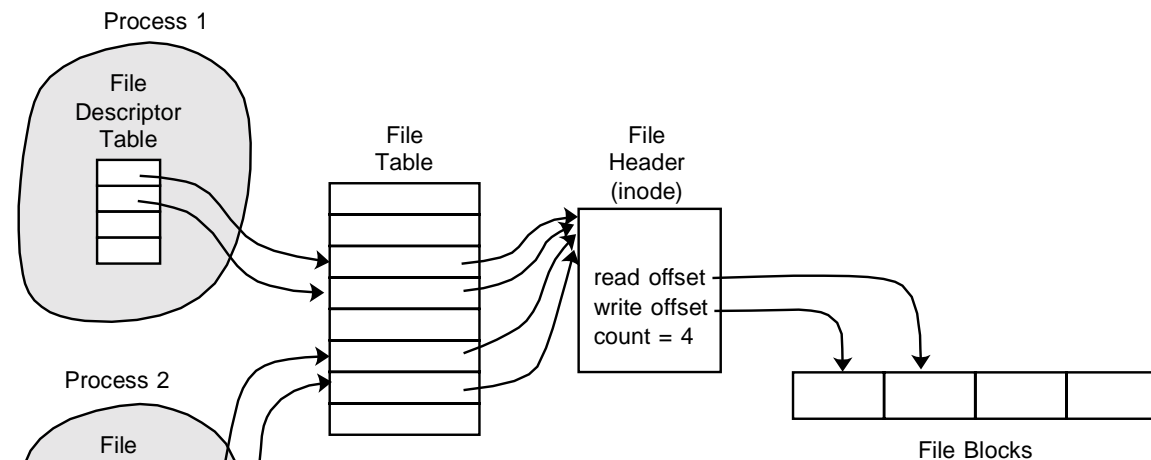 Process 1
File
Descriptor
Table
File
Table
File
Header
(inode)
read offset
write offset
count = 4
Process 2
File
File Blocks